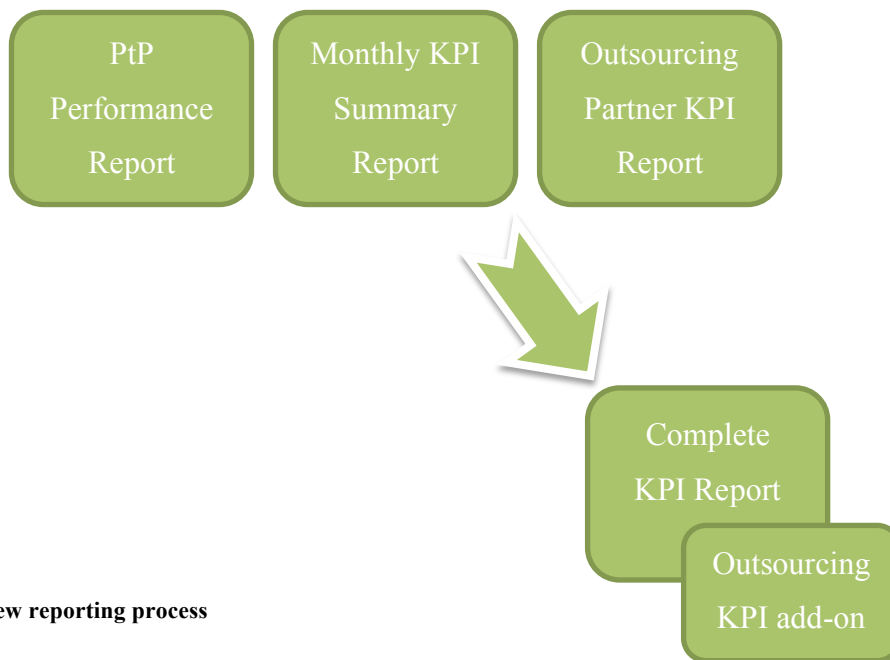 PtP
Performance
Report
Monthly KPI
Summary
Report
Outsourcing
Partner KPI
Report
Complete
KPI Report
Outsourcing
KPI add-on
ew reporting process